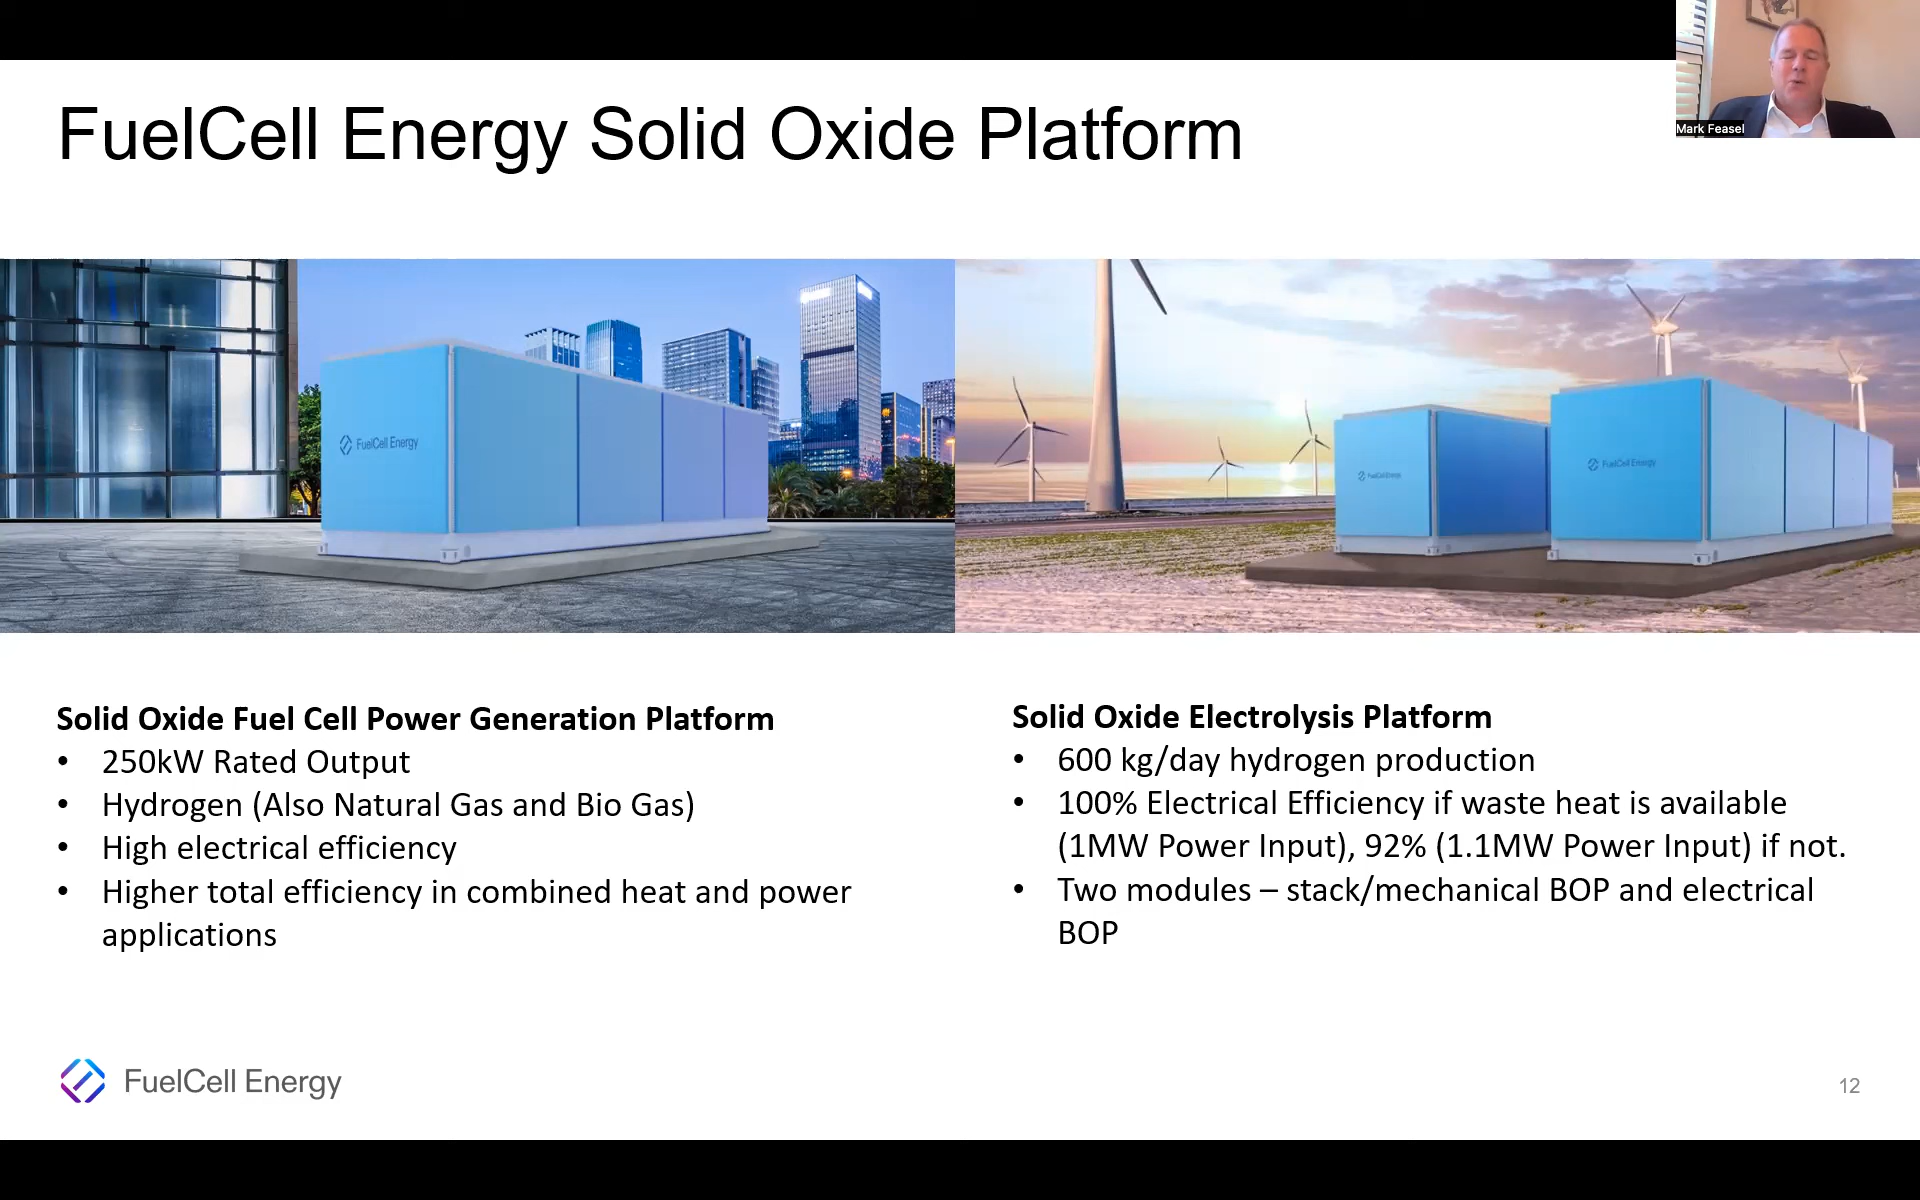 Mark Feasel
FuelCell Energy Solid Oxide Platform
FuelCell Energy
FuelCell Energy
FuelCell Energy
Solid Oxide Fuel Cell Power Generation Platform
• 250kW Rated Output
• Hydrogen (Also Natural Gas and Bio Gas)
• High electrical efficiency
• Higher total efficiency in combined heat and power
applications
Solid Oxide Electrolysis Platform
• 600 kg/day hydrogen production
• 100% Electrical Efficiency if waste heat is available
(1MW Power Input), 92% (1.1MW Power Input) if not.
• Two modules – stack/mechanical BOP and electrical
BOP
FuelCell Energy
12